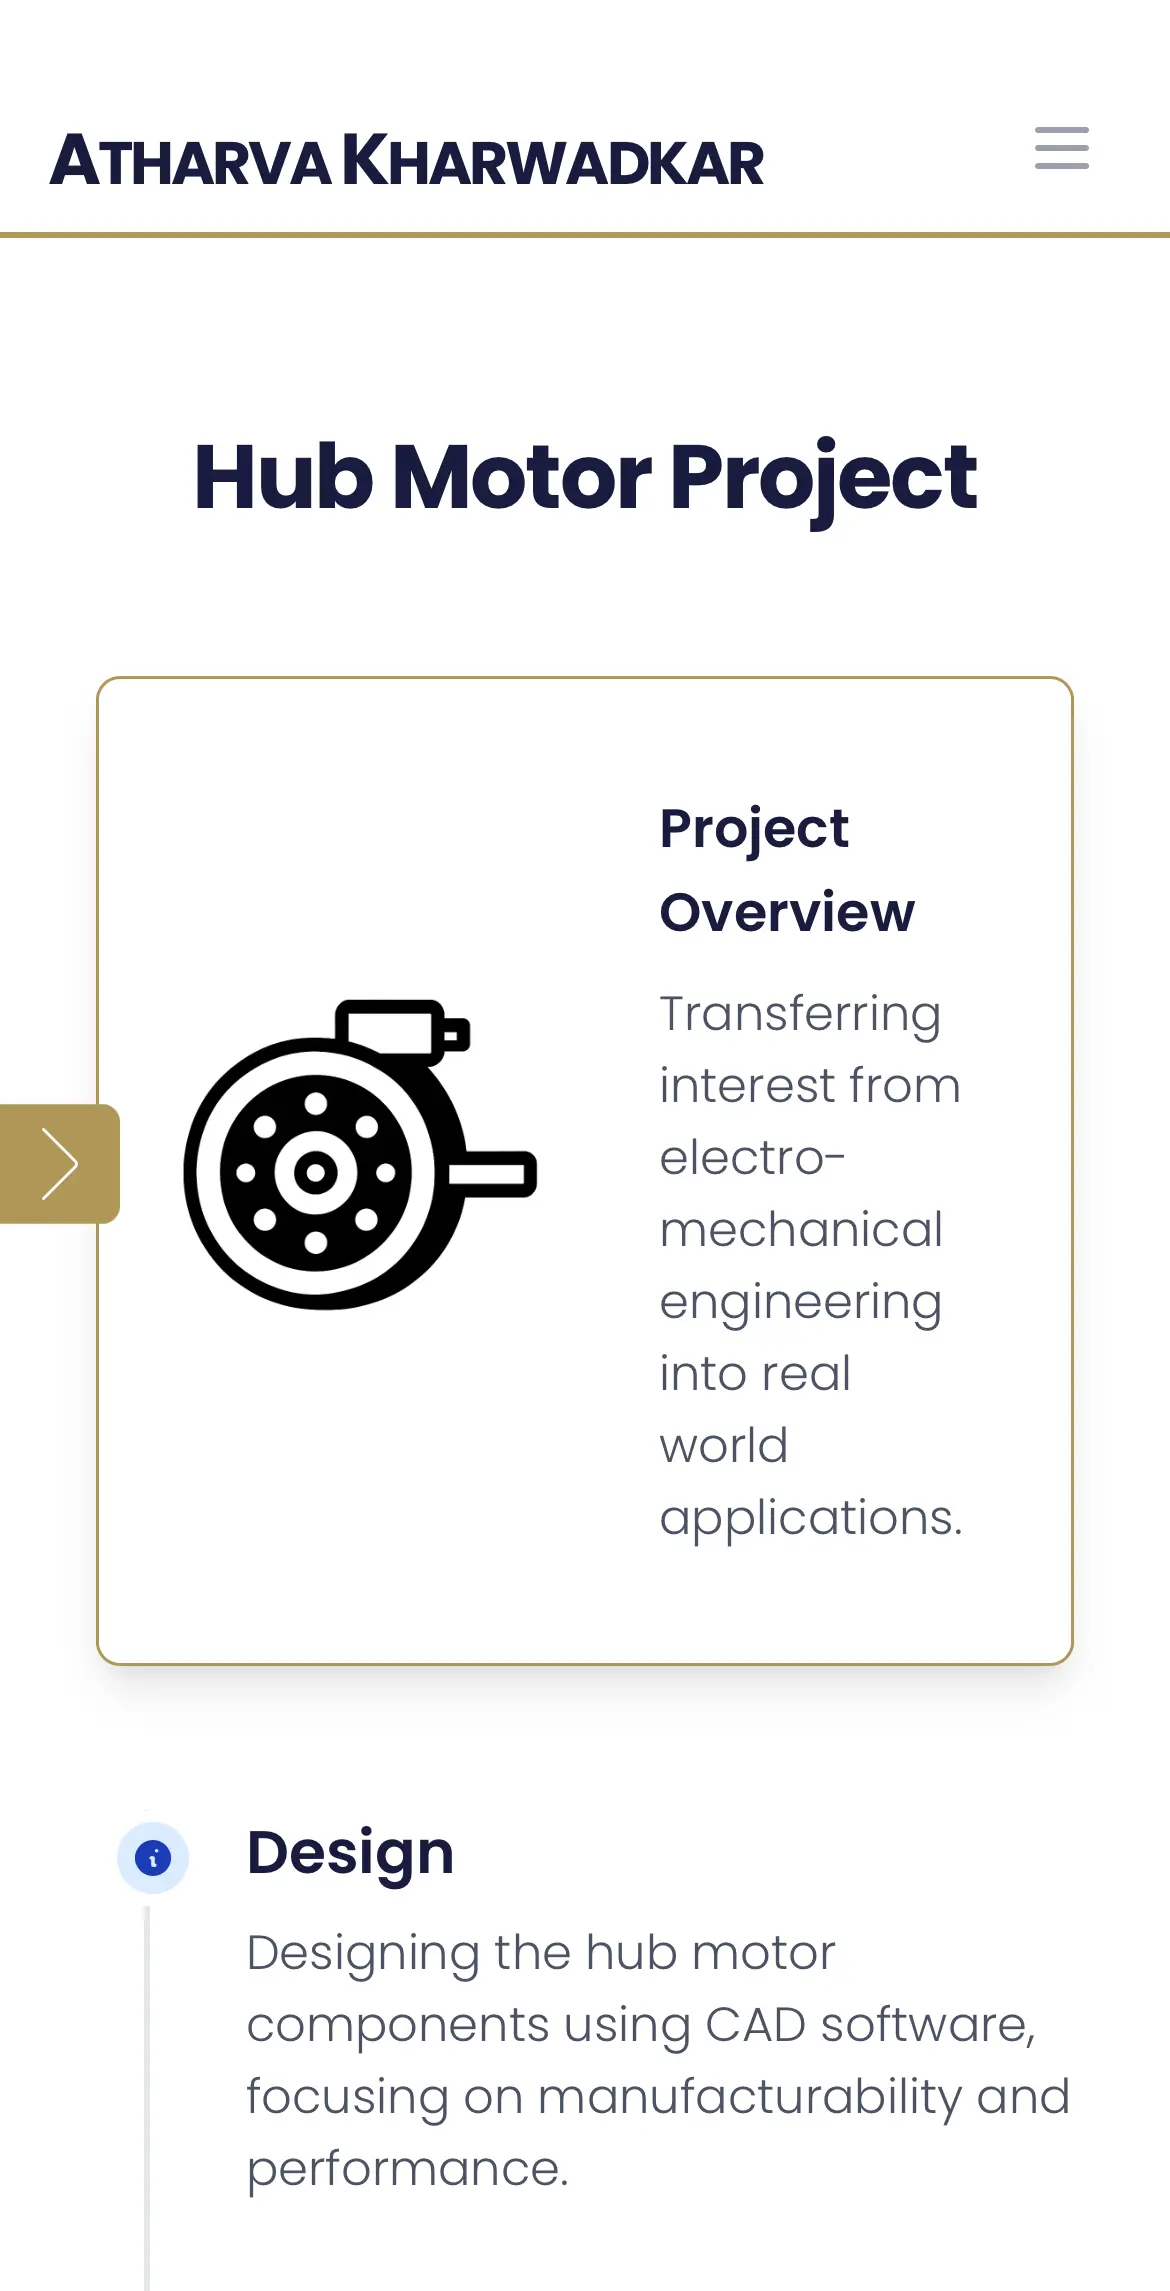 ATHARVA KHARWADKAR
Hub Motor Project
Project
Overview
Transferring
interest from
electro-
mechanical
engineering
into real
world
applications.
Design
Designing the hub motor
components using CAD software,
focusing on manufacturability and
performance.